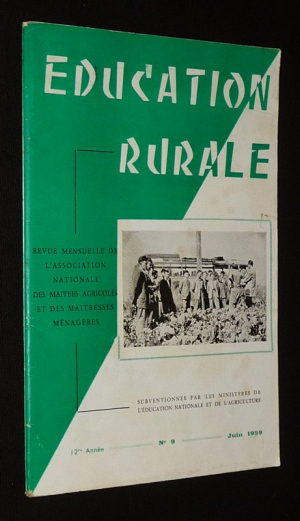 EDUCATION
RURALE
REVUE MENSUELLE DE
L'ASSOCIATION
NATIONALE
DES MAITRES AGRICOLES
ET DES MAITRESSES
MÉNAGÈRES
SUBVENTIONNÉE PAR LES MINISTÈRES DE
L'ÉDUCATION NATIONALE ET DE L'AGRICULTURE
12me Année N° 9 Juin 1959